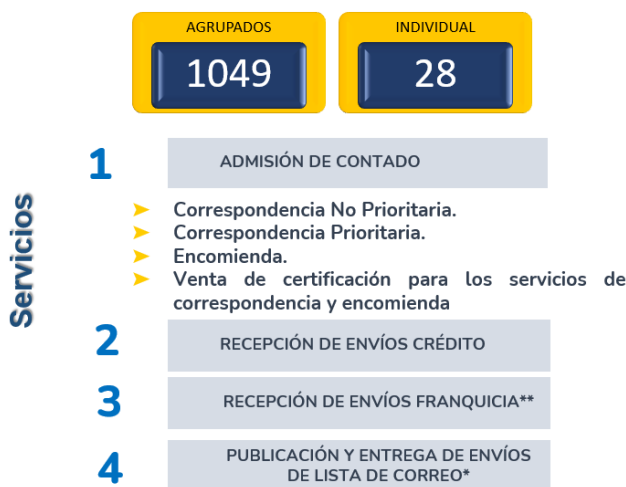 AGRUPADOS
1049
INDIVIDUAL
28
Servicios
1
ADMISIÓN DE CONTADO
➤ Correspondencia No Prioritaria.
➤ Correspondencia Prioritaria.
➤ Encomienda.
➤ Venta de certificación para los servicios de
correspondencia y encomienda
2
RECEPCIÓN DE ENVÍOS CRÉDITO
3
RECEPCIÓN DE ENVÍOS FRANQUICIA**
4
PUBLICACIÓN Y ENTREGA DE ENVÍOS
DE LISTA DE CORREO*